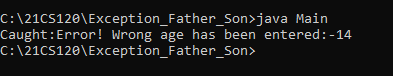 C:\21CS120\Exception_Father_Son>java Main
Caught:Error! Wrong age has been entered:-14
C:\21CS120\Exception_Father_Son>